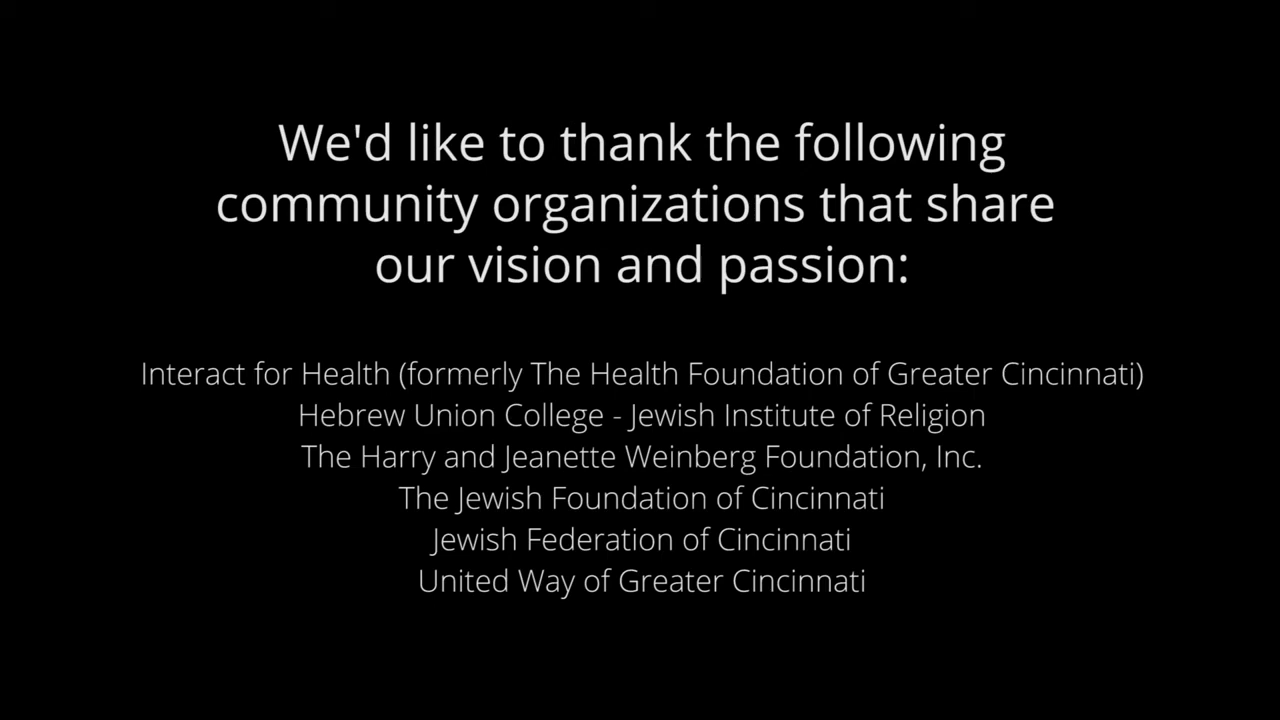 We'd like to thank the following
community organizations that share
our vision and passion:
Interact for Health (formerly The Health Foundation of Greater Cincinnati)
Hebrew Union College - Jewish Institute of Religion
The Harry and Jeanette Weinberg Foundation, Inc.
The Jewish Foundation of Cincinnati
Jewish Federation of Cincinnati
United Way of Greater Cincinnati